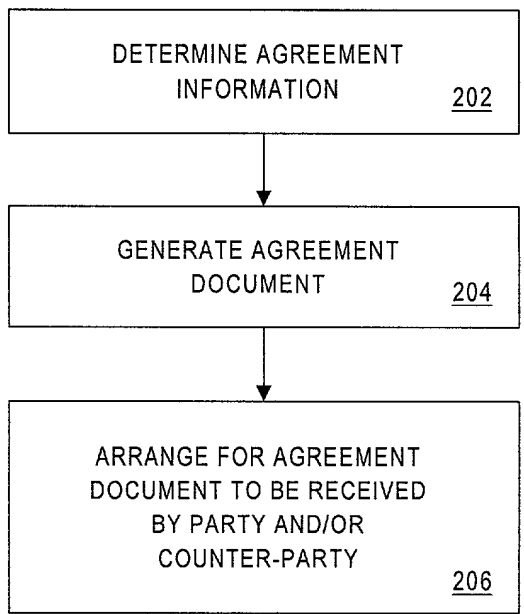 DETERMINE AGREEMENT
INFORMATION
202
GENERATE AGREEMENT
DOCUMENT
204
ARRANGE FOR AGREEMENT
DOCUMENT TO BE RECEIVED
BY PARTY AND/OR
COUNTER-PARTY
206